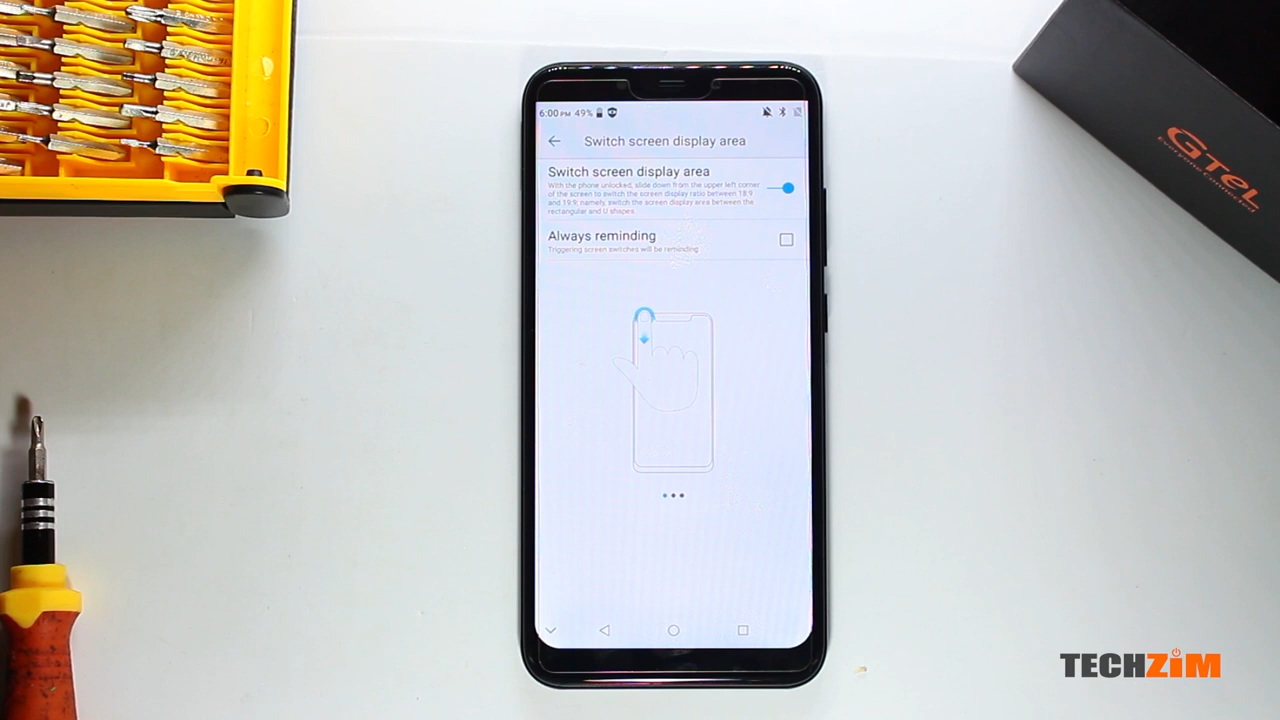 6:00 PM 49%
Switch screen display area
Switch screen display area
With the phone unlocked, slide down from the upper left corner
of the screen to switch the screen display ratio between 18:9
and 19:9; namely, switch the screen display area between the
rectangular and U shapes.
Always reminding
Triggering screen switches will be reminding
GTEL
Everyone Connected
TECHZIM